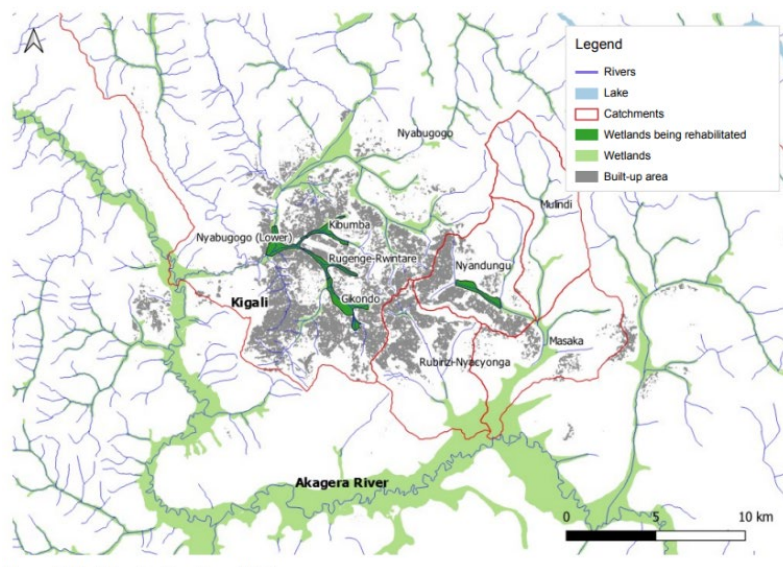 Legend
Rivers
Lake
Catchments
Wetlands being rehabilitated
Wetlands
Built-up area
Nyabugogo
Mulindi
Kibumba
Nyabugogo (Lower)
Rugenge-Rwintare
Nyandungu
Kigali
Gikondo
Masaka
Rubirizi-Nyacyonga
Akagera River
0 5 10 km